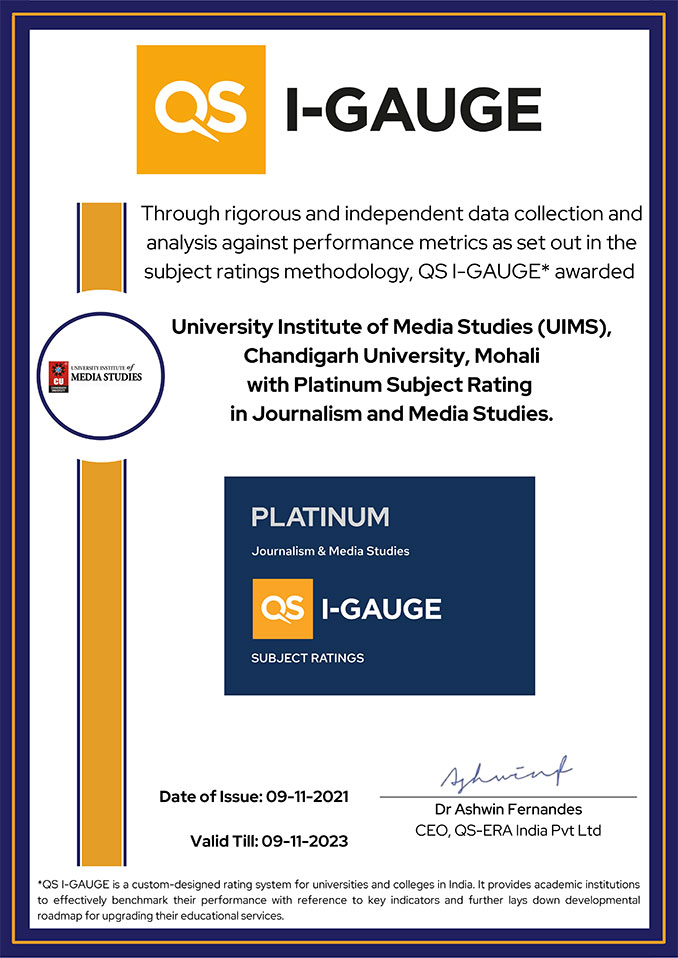 QS I-GAUGE
Through rigorous and independent data collection and
analysis against performance metrics as set out in the
subject ratings methodology, QS I-GAUGE* awarded
University Institute of Media Studies (UIMS),
Chandigarh University, Mohali
with Platinum Subject Rating
in Journalism and Media Studies.
CU
UNIVERSITY INSTITUTE of
MEDIA STUDIES
PLATINUM
Journalism & Media Studies
QS I-GAUGE
SUBJECT RATINGS
Ashwinf
Date of Issue: 09-11-2021
Dr Ashwin Fernandes
CEO, QS-ERA India Pvt Ltd
Valid Till: 09-11-2023
*QS I-GAUGE is a custom-designed rating system for universities and colleges in India. It provides academic institutions
to effectively benchmark their performance with reference to key indicators and further lays down developmental
roadmap for upgrading their educational services.